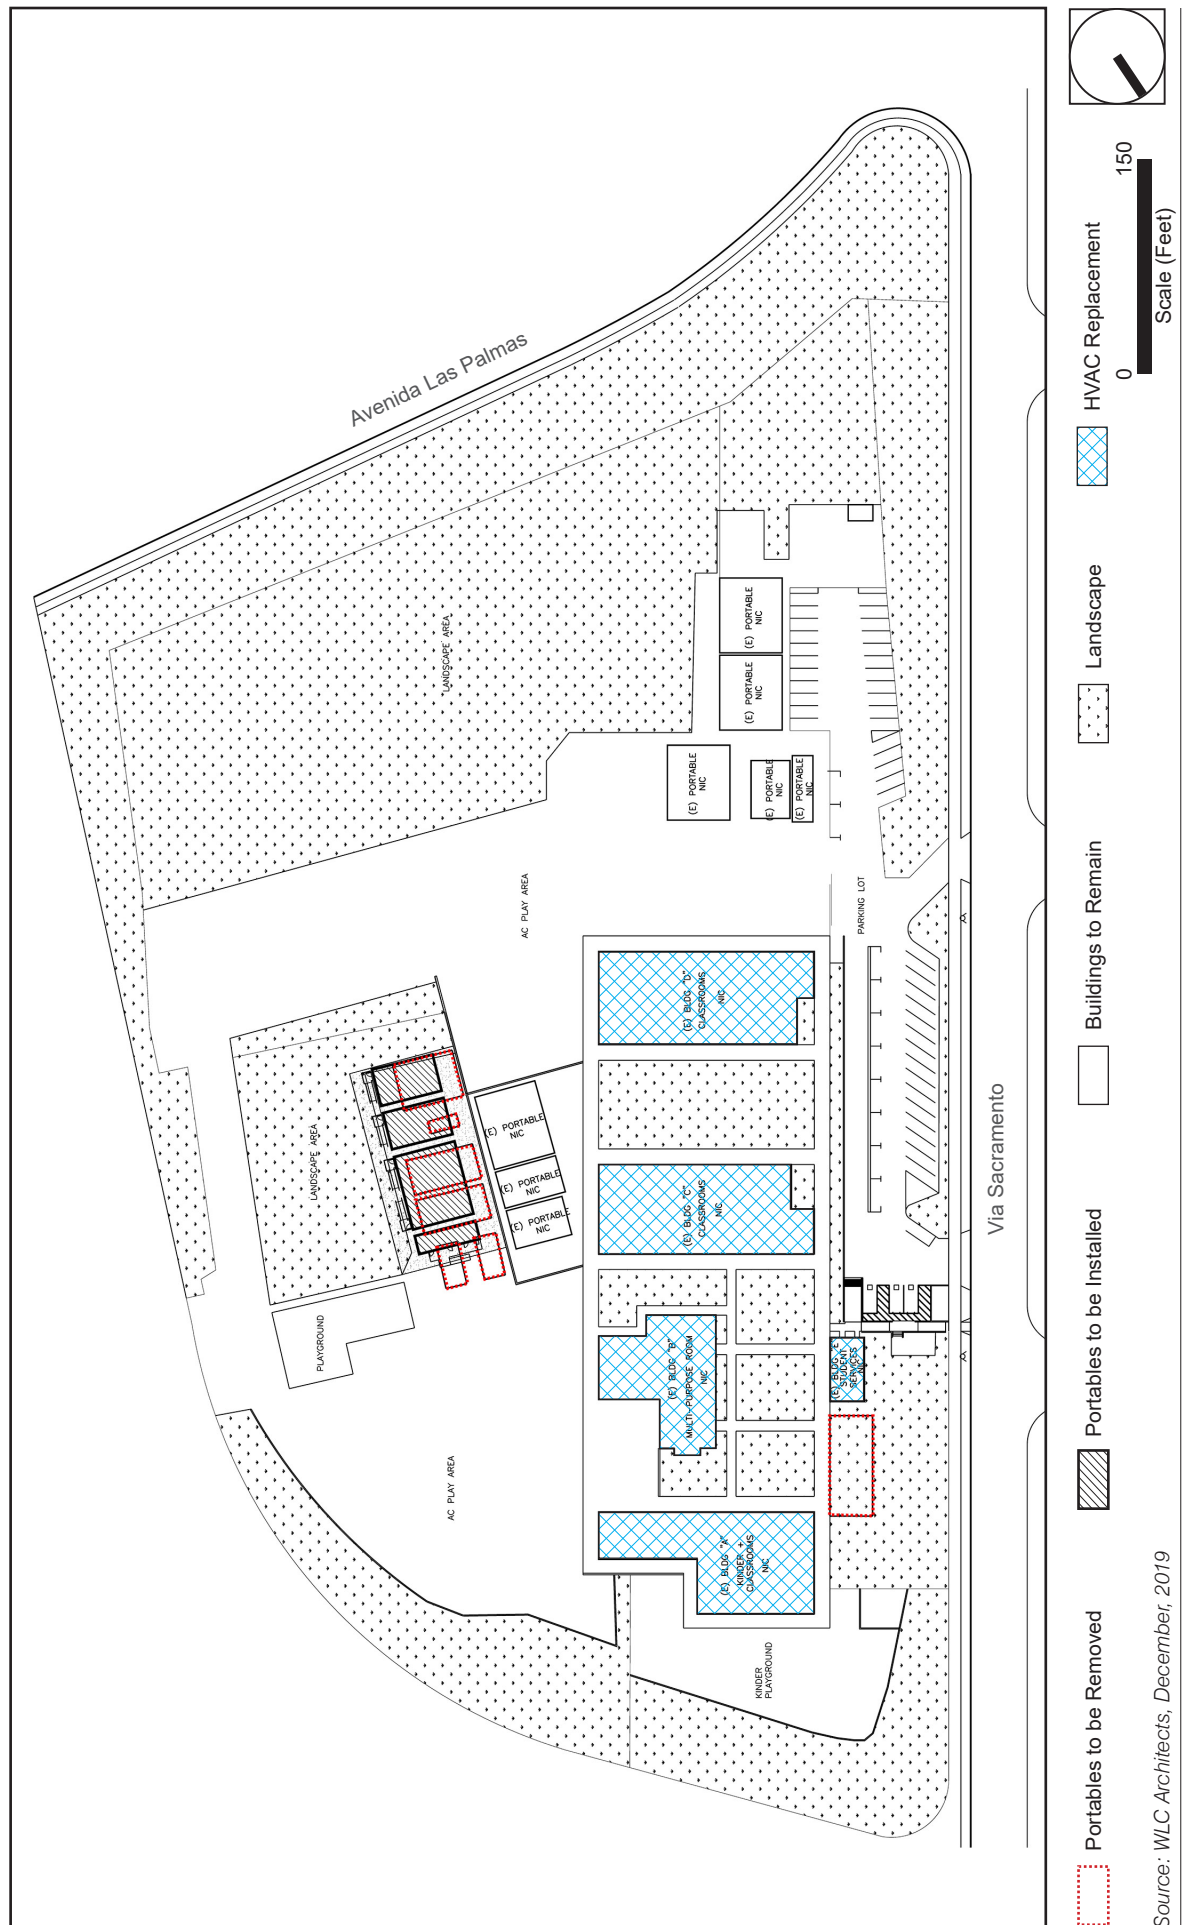 Avenida Las Palmas
LANDSCAPE AREA
(E) PORTABLE
NIC
(E) PORTABLE
NIC
(E) PORTABLE
NIC
(E) PORTABLE
NIC
(E) PORTABLE
NIC
AC PLAY AREA
PARKING LOT
(E) BLDG "D"
CLASSROOMS
NIC
LANDSCAPE AREA
(E) PORTABLE
NIC
(E) PORTABLE
NIC
(E) PORTABLE
NIC
(E) BLDG "C"
CLASSROOMS
NIC
Via Sacramento
PLAYGROUND
(E) BLDG "B"
MULTI-PURPOSE ROOM
NIC
(E) BLDG "E"
STUDENT
SERVICES
NIC
AC PLAY AREA
(E) BLDG "A"
KINDER +
CLASSROOMS
NIC
KINDER
PLAYGROUND
Portables to be Removed
Portables to be Installed
Buildings to Remain
Landscape
HVAC Replacement
0
150
Scale (Feet)
Source: WLC Architects, December, 2019